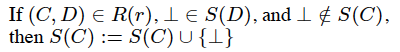 If (C, D) ∈ R(r), ⊥ ∈ S(D), and ⊥ ∉ S(C),
then S(C) := S(C) ∪ {⊥}